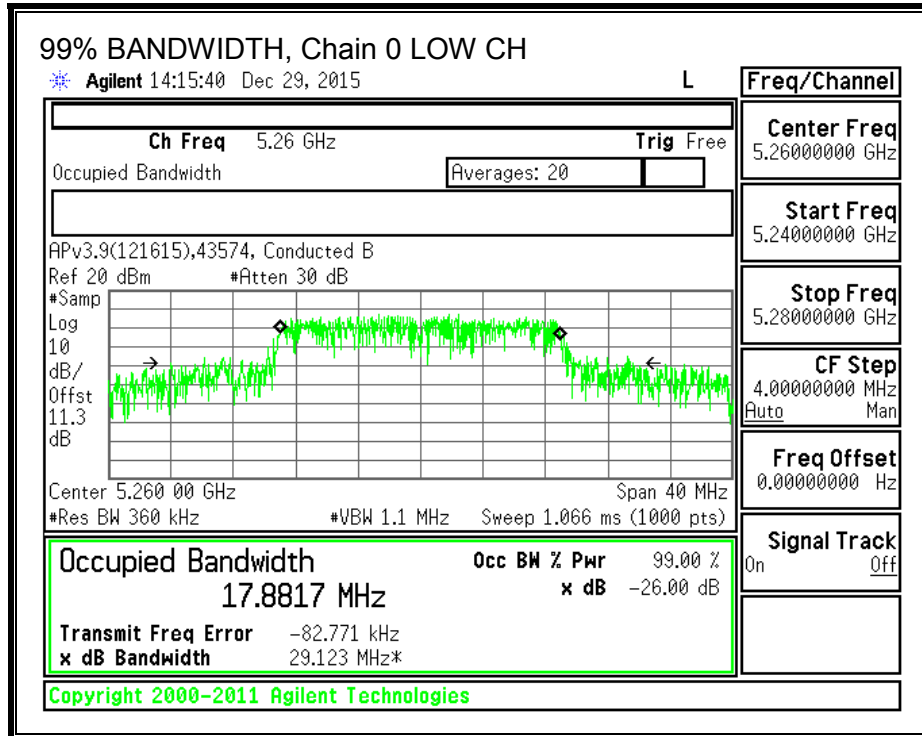 99% BANDWIDTH, Chain 0 LOW CH
Agilent 14:15:40 Dec 29, 2015 L
Freq/Channel
Ch Freq 5.26 GHz Trig Free
Occupied Bandwidth Averages: 20
APv3.9(121615),43574, Conducted B
Ref 20 dBm #Atten 30 dB
#Samp
Log
10
dB/
Offst
11.3
dB
Center 5.260 00 GHz Span 40 MHz
#Res BW 360 kHz #VBW 1.1 MHz Sweep 1.066 ms (1000 pts)
Occupied Bandwidth
17.8817 MHz
Occ BW % Pwr 99.00 %
x dB -26.00 dB
Transmit Freq Error -82.771 kHz
x dB Bandwidth 29.123 MHz*
Copyright 2000-2011 Agilent Technologies
Center Freq
5.26000000 GHz
Start Freq
5.24000000 GHz
Stop Freq
5.28000000 GHz
CF Step
4.00000000 MHz
Auto Man
Freq Offset
0.00000000 Hz
Signal Track
On Off